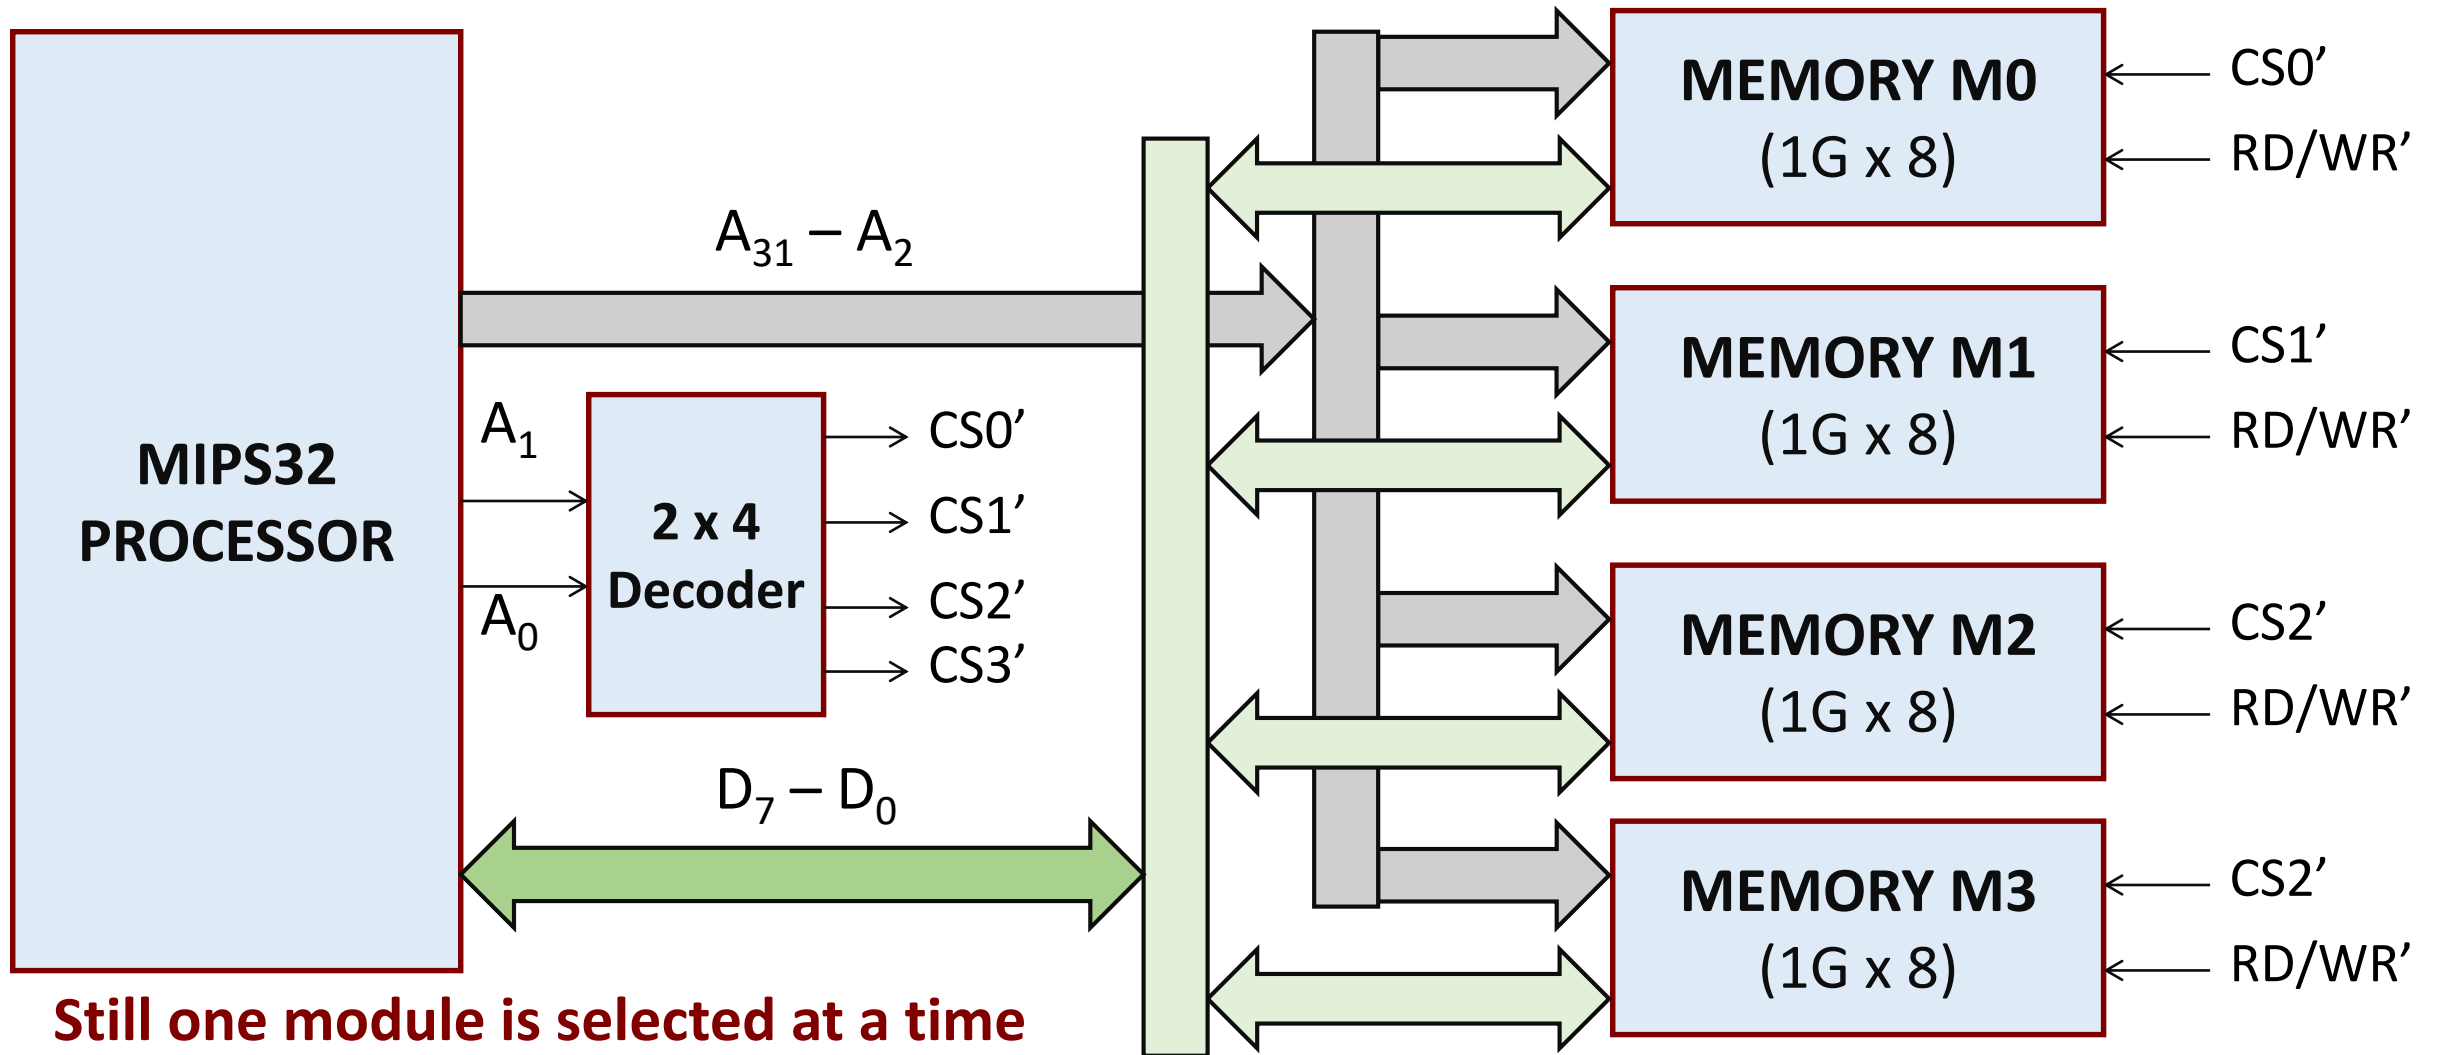 MIPS32
PROCESSOR
A31 – A2
A1
A0
2 x 4
Decoder
CS0’
CS1’
CS2’
CS3’
D7 – D0
MEMORY M0
(1G x 8)
CS0’
RD/WR’
MEMORY M1
(1G x 8)
CS1’
RD/WR’
MEMORY M2
(1G x 8)
CS2’
RD/WR’
MEMORY M3
(1G x 8)
CS2’
RD/WR’
Still one module is selected at a time